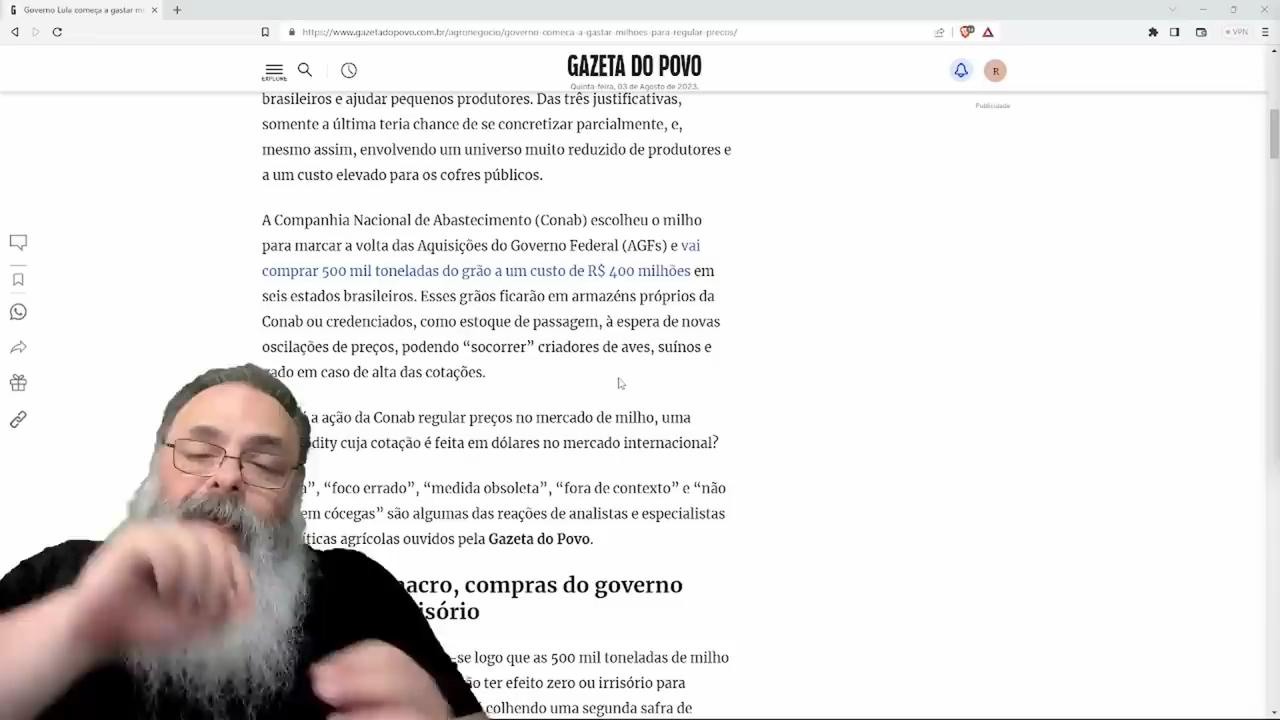 Governo Lula começa a gastar m
https://www.gazetadopovo.com.br/agronegocio/governo-comeca-a-gastar-milhoes-para-regular-precos/
VPN
EXPLORE
GAZETA DO POVO
Quinta-feira, 03 de Agosto de 2023.
R
Publicidade
brasileiros e ajudar pequenos produtores. Das três justificativas,
somente a última teria chance de se concretizar parcialmente, e,
mesmo assim, envolvendo um universo muito reduzido de produtores e
a um custo elevado para os cofres públicos.
A Companhia Nacional de Abastecimento (Conab) escolheu o milho
para marcar a volta das Aquisições do Governo Federal (AGFs) e vai
comprar 500 mil toneladas do grão a um custo de R$ 400 milhões em
seis estados brasileiros. Esses grãos ficarão em armazéns próprios da
Conab ou credenciados, como estoque de passagem, à espera de novas
oscilações de preços, podendo “socorrer” criadores de aves, suínos e
gado em caso de alta das cotações.
a ação da Conab regular preços no mercado de milho, uma
cuja cotação é feita em dólares no mercado internacional?
“foco errado”, “medida obsoleta”, “fora de contexto” e “não
cócegas” são algumas das reações de analistas e especialistas
agrícolas ouvidos pela Gazeta do Povo.
macro, compras do governo
irrisório
-se logo que as 500 mil toneladas de milho
ter efeito zero ou irrisório para
colhendo uma segunda safra de